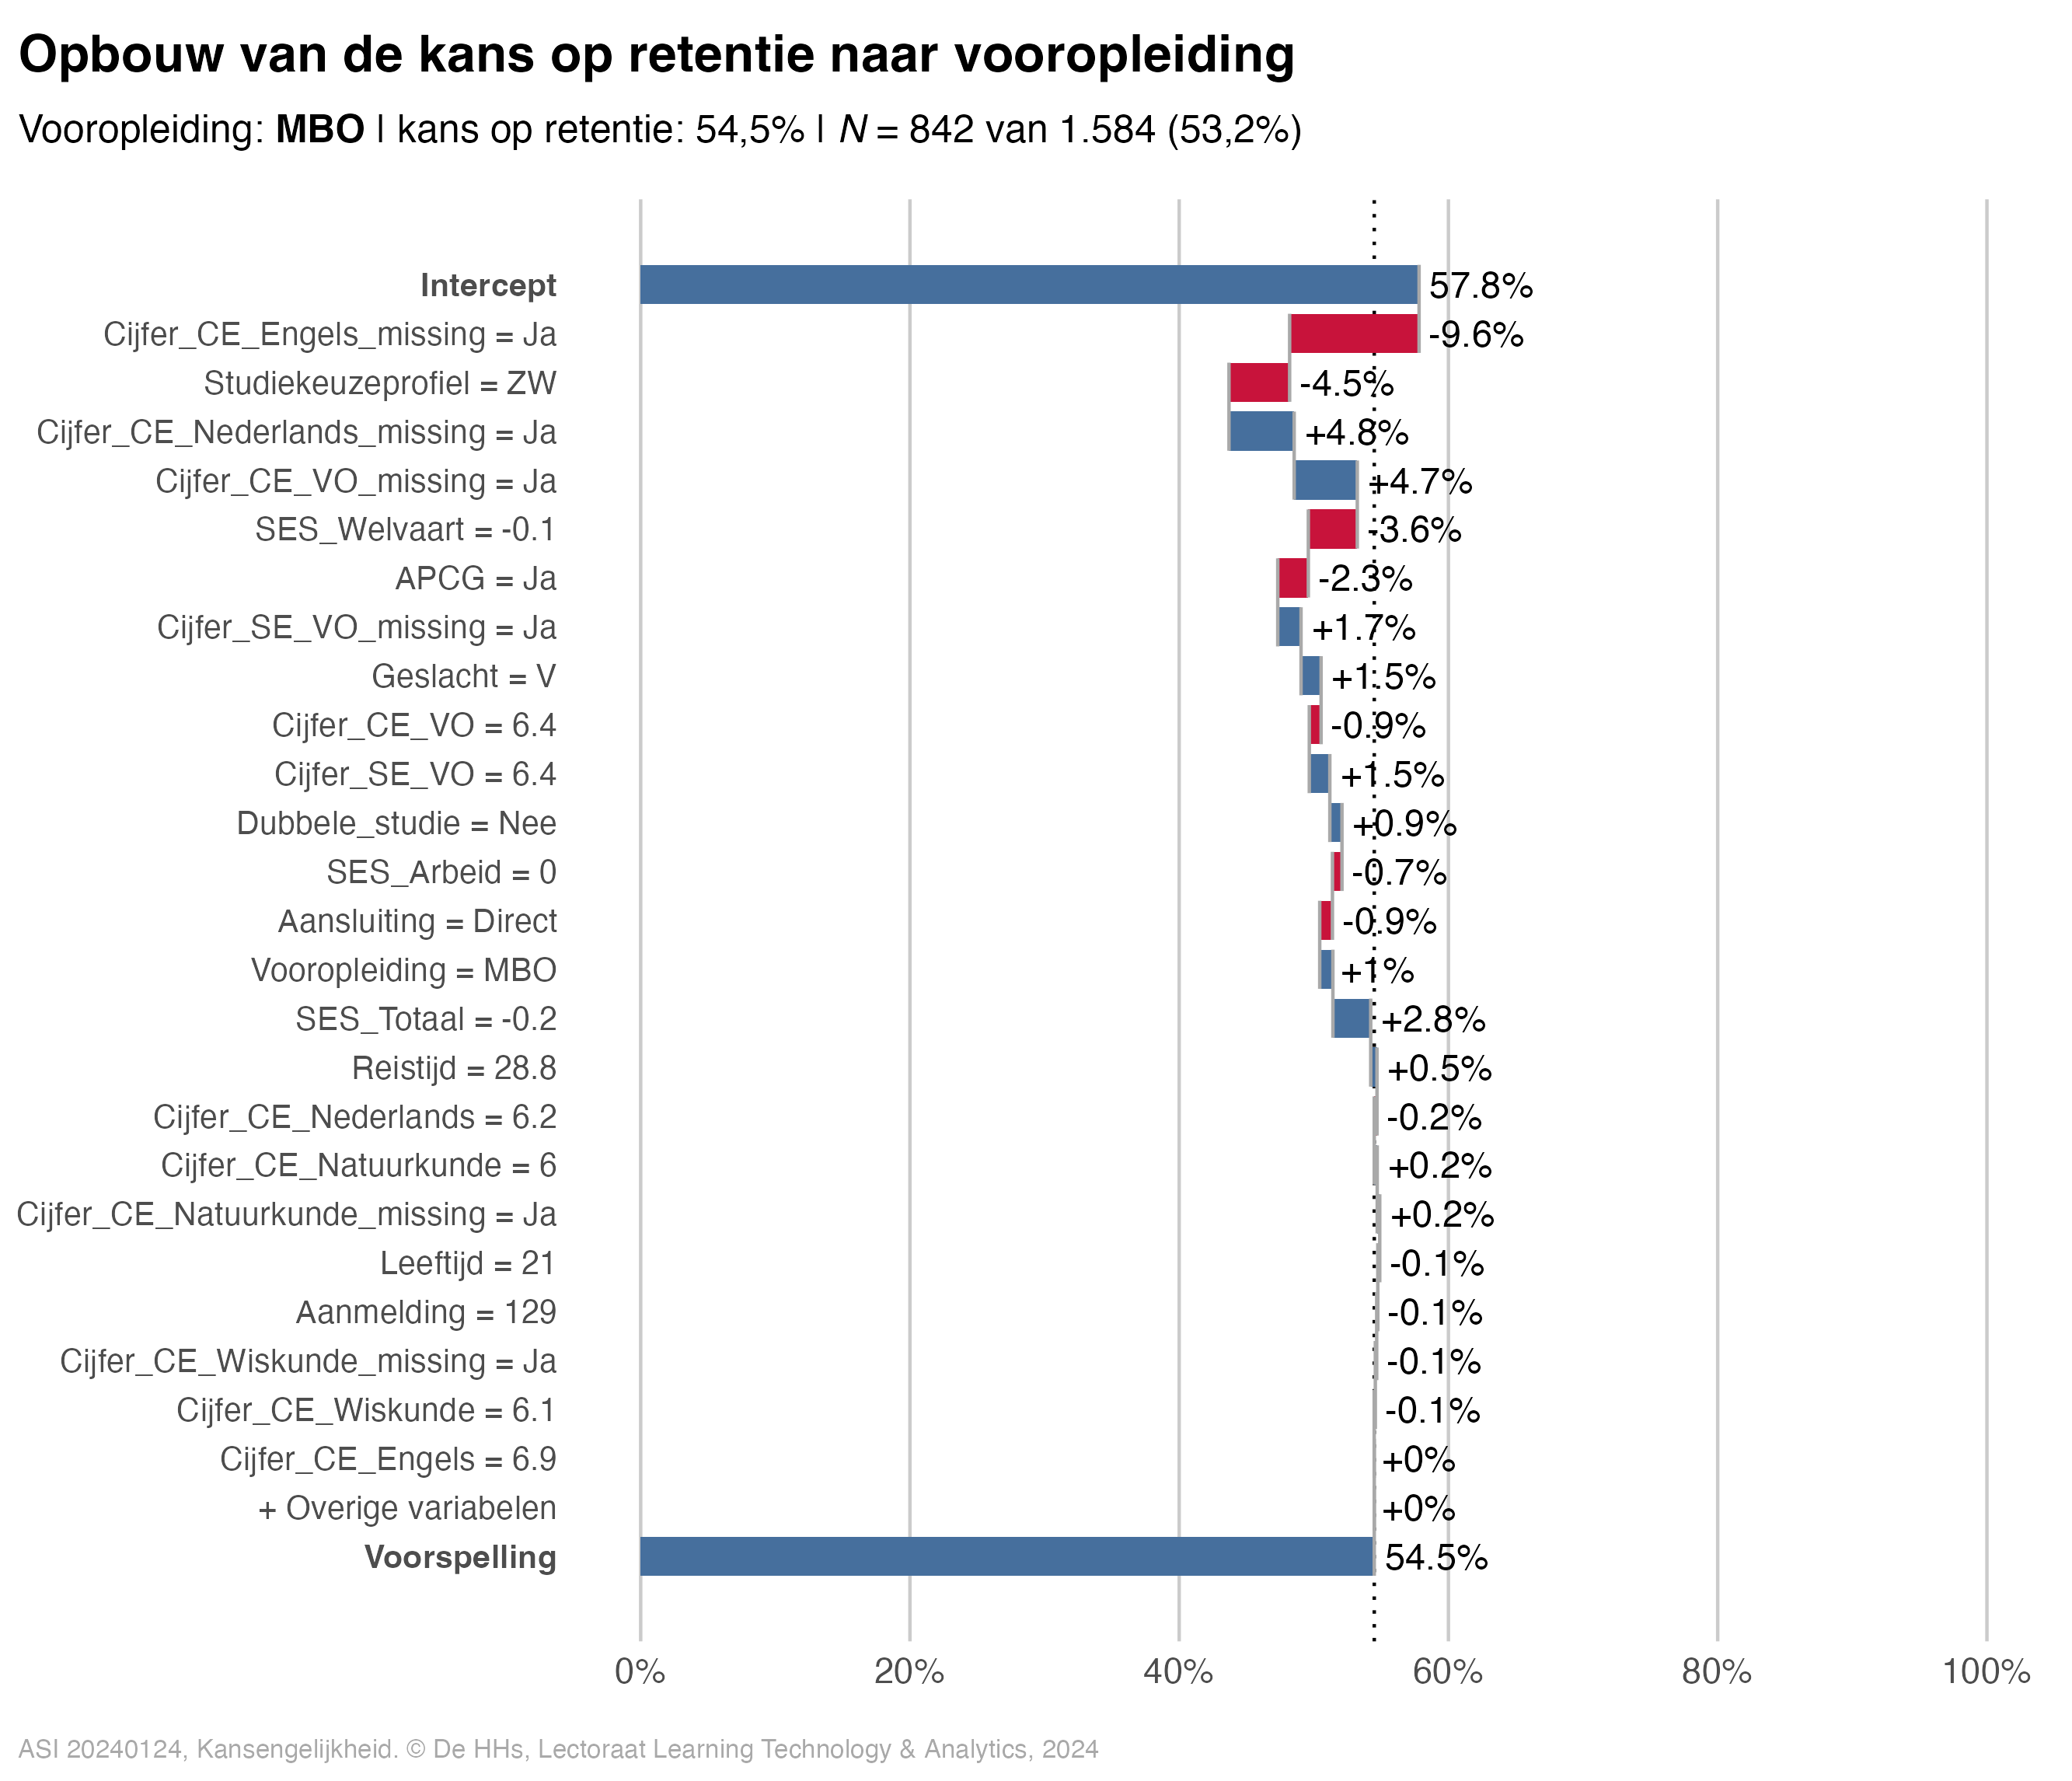 Opbouw van de kans op retentie naar vooropleiding
Vooropleiding: MBO | kans op retentie: 54,5% | N = 842 van 1.584 (53,2%)
Intercept 57.8%
Cijfer_CE_Engels_missing = Ja -9.6%
Studiekeuzeprofiel = ZW -4.5%
Cijfer_CE_Nederlands_missing = Ja +4.8%
Cijfer_CE_VO_missing = Ja +4.7%
SES_Welvaart = -0.1 -3.6%
APCG = Ja -2.3%
Cijfer_SE_VO_missing = Ja +1.7%
Geslacht = V +1.5%
Cijfer_CE_VO = 6.4 -0.9%
Cijfer_SE_VO = 6.4 +1.5%
Dubbele_studie = Nee +0.9%
SES_Arbeid = 0 -0.7%
Aansluiting = Direct -0.9%
Vooropleiding = MBO +1%
SES_Totaal = -0.2 +2.8%
Reistijd = 28.8 +0.5%
Cijfer_CE_Nederlands = 6.2 -0.2%
Cijfer_CE_Natuurkunde = 6 +0.2%
Cijfer_CE_Natuurkunde_missing = Ja +0.2%
Leeftijd = 21 -0.1%
Aanmelding = 129 -0.1%
Cijfer_CE_Wiskunde_missing = Ja -0.1%
Cijfer_CE_Wiskunde = 6.1 -0.1%
Cijfer_CE_Engels = 6.9 +0%
+ Overige variabelen +0%
Voorspelling 54.5%
0% 20% 40% 60% 80% 100%
ASI 20240124, Kansengelijkheid. © De HHs, Lectoraat Learning Technology & Analytics, 2024